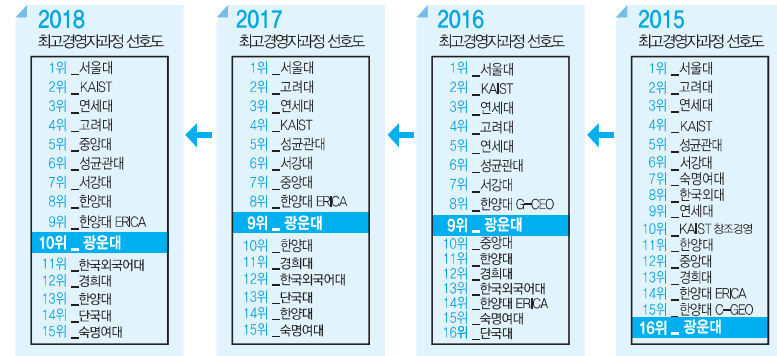 2018
최고경영자과정 선호도
1위 _서울대
2위 _KAIST
3위 _연세대
4위 _고려대
5위 _중앙대
6위 _성균관대
7위 _서강대
8위 _한양대
9위 _한양대 ERICA
10위 _ 광운대
11위 _한국외국어대
12위 _경희대
13위 _한양대
14위 _단국대
15위 _숙명여대
2017
최고경영자과정 선호도
1위 _서울대
2위 _고려대
3위 _연세대
4위 _KAIST
5위 _성균관대
6위 _서강대
7위 _중앙대
8위 _한양대 ERICA
9위 _ 광운대
10위 _한양대
11위 _경희대
12위 _한국외국어대
13위 _단국대
14위 _한양대
15위 _숙명여대
2016
최고경영자과정 선호도
1위 _서울대
2위 _KAIST
3위 _연세대
4위 _고려대
5위 _연세대
6위 _성균관대
7위 _서강대
8위 _한양대 G-CEO
9위 _ 광운대
10위 _중앙대
11위 _한양대
12위 _경희대
13위 _한국외국어대
14위 _한양대 ERICA
15위 _숙명여대
16위 _단국대
2015
최고경영자과정 선호도
1위 _서울대
2위 _고려대
3위 _연세대
4위 _KAIST
5위 _성균관대
6위 _서강대
7위 _숙명여대
8위 _한국외대
9위 _연세대
10위 _KAIST 창조경영
11위 _한양대
12위 _중앙대
13위 _경희대
14위 _한양대 ERICA
15위 _한양대 C-GEO
16위 _ 광운대